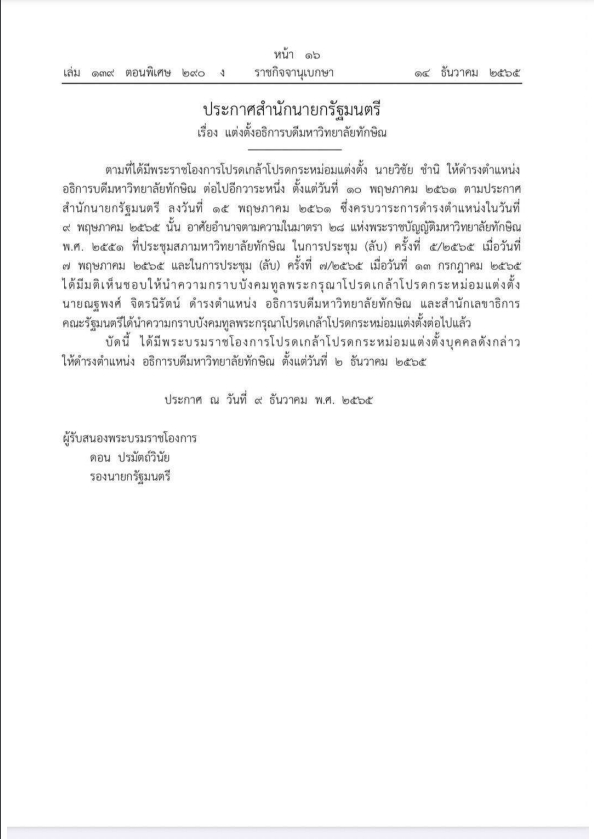 หน้า ๑๖
เล่ม ๑๓๙ ตอนพิเศษ ๒๙๐ ง ราชกิจจานุเบกษา ๑๔ ธันวาคม ๒๕๖๕
ประกาศสำนักนายกรัฐมนตรี
เรื่อง แต่งตั้งอธิการบดีมหาวิทยาลัยทักษิณ
ตามที่ได้มีพระราชโองการโปรดเกล้าโปรดกระหม่อมแต่งตั้ง นายวิชัย ชำนิ ให้ดำรงตำแหน่ง
อธิการบดีมหาวิทยาลัยทักษิณ ต่อไปอีกวาระหนึ่ง ตั้งแต่วันที่ ๑๐ พฤษภาคม ๒๕๖๑ ตามประกาศ
สำนักนายกรัฐมนตรี ลงวันที่ ๑๕ พฤษภาคม ๒๕๖๑ ซึ่งครบวาระการดำรงตำแหน่งในวันที่
๙ พฤษภาคม ๒๕๖๕ นั้น อาศัยอำนาจตามความในมาตรา ๒๘ แห่งพระราชบัญญัติมหาวิทยาลัยทักษิณ
พ.ศ. ๒๕๕๑ ที่ประชุมสภามหาวิทยาลัยทักษิณ ในการประชุม (ลับ) ครั้งที่ ๕/๒๕๖๕ เมื่อวันที่
๗ พฤษภาคม ๒๕๖๕ และในการประชุม (ลับ) ครั้งที่ ๗/๒๕๖๕ เมื่อวันที่ ๑๓ กรกฎาคม ๒๕๖๕
ได้มีมติเห็นชอบให้นำความกราบบังคมทูลพระกรุณาโปรดเกล้าโปรดกระหม่อมแต่งตั้ง
นายณฐพงศ์ จิตรนิรัตน์ ดำรงตำแหน่ง อธิการบดีมหาวิทยาลัยทักษิณ และสำนักเลขาธิการ
คณะรัฐมนตรีได้นำความกราบบังคมทูลพระกรุณาโปรดเกล้าโปรดกระหม่อมแต่งตั้งต่อไปแล้ว
บัดนี้ ได้มีพระบรมราชโองการโปรดเกล้าโปรดกระหม่อมแต่งตั้งบุคคลดังกล่าว
ให้ดำรงตำแหน่ง อธิการบดีมหาวิทยาลัยทักษิณ ตั้งแต่วันที่ ๒ ธันวาคม ๒๕๖๕
ประกาศ ณ วันที่ ๙ ธันวาคม พ.ศ. ๒๕๖๕
ผู้รับสนองพระบรมราชโองการ
ดอน ปรมัตถ์วินัย
รองนายกรัฐมนตรี